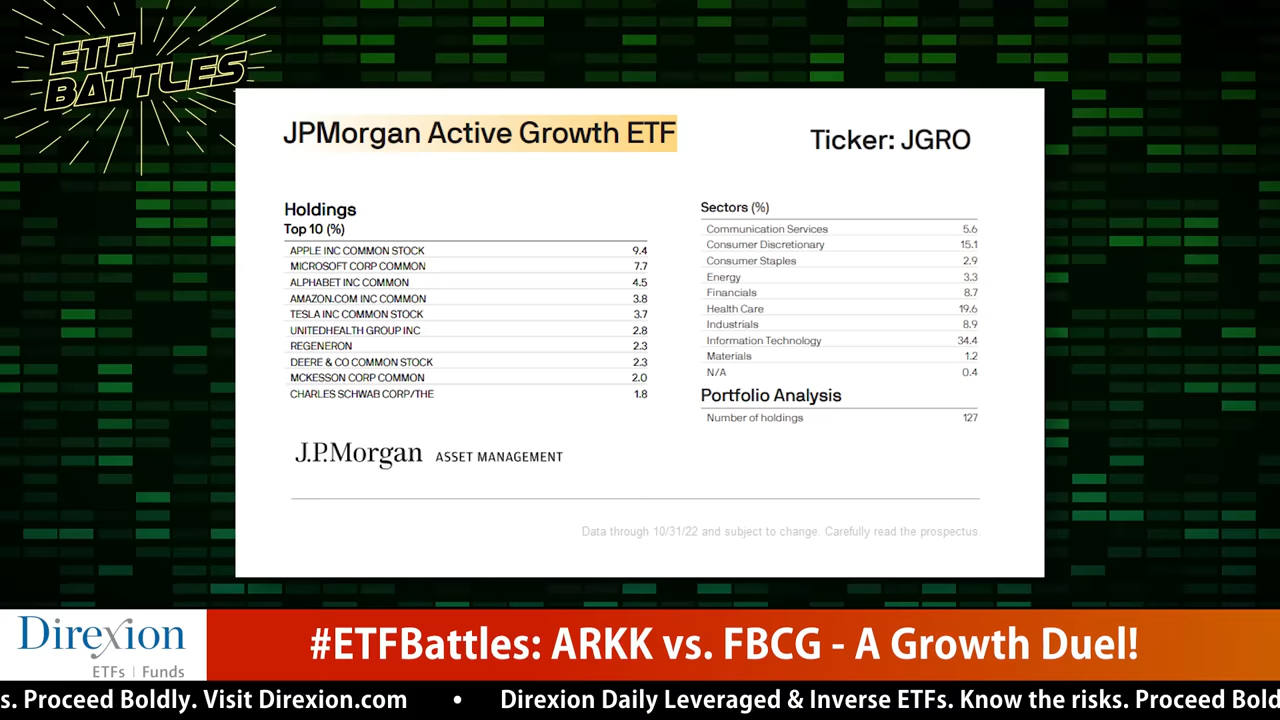 ETF
BATTLES
JPMorgan Active Growth ETF
Ticker: JGRO
Holdings
Top 10 (%)
APPLE INC COMMON STOCK 9.4
MICROSOFT CORP COMMON 7.7
ALPHABET INC COMMON 4.5
AMAZON.COM INC COMMON 3.8
TESLA INC COMMON STOCK 3.7
UNITEDHEALTH GROUP INC 2.8
REGENERON 2.3
DEERE & CO COMMON STOCK 2.3
MCKESSON CORP COMMON 2.0
CHARLES SCHWAB CORP/THE 1.8
Sectors (%)
Communication Services 5.6
Consumer Discretionary 15.1
Consumer Staples 2.9
Energy 3.3
Financials 8.7
Health Care 19.6
Industrials 8.9
Information Technology 34.4
Materials 1.2
N/A 0.4
Portfolio Analysis
Number of holdings 127
J.P.Morgan ASSET MANAGEMENT
Data through 10/31/22 and subject to change. Carefully read the prospectus.
Direxion
ETFs | Funds
#ETFBattles: ARKK vs. FBCG - A Growth Duel!
s. Proceed Boldly. Visit Direxion.com • Direxion Daily Leveraged & Inverse ETFs. Know the risks. Proceed Bold